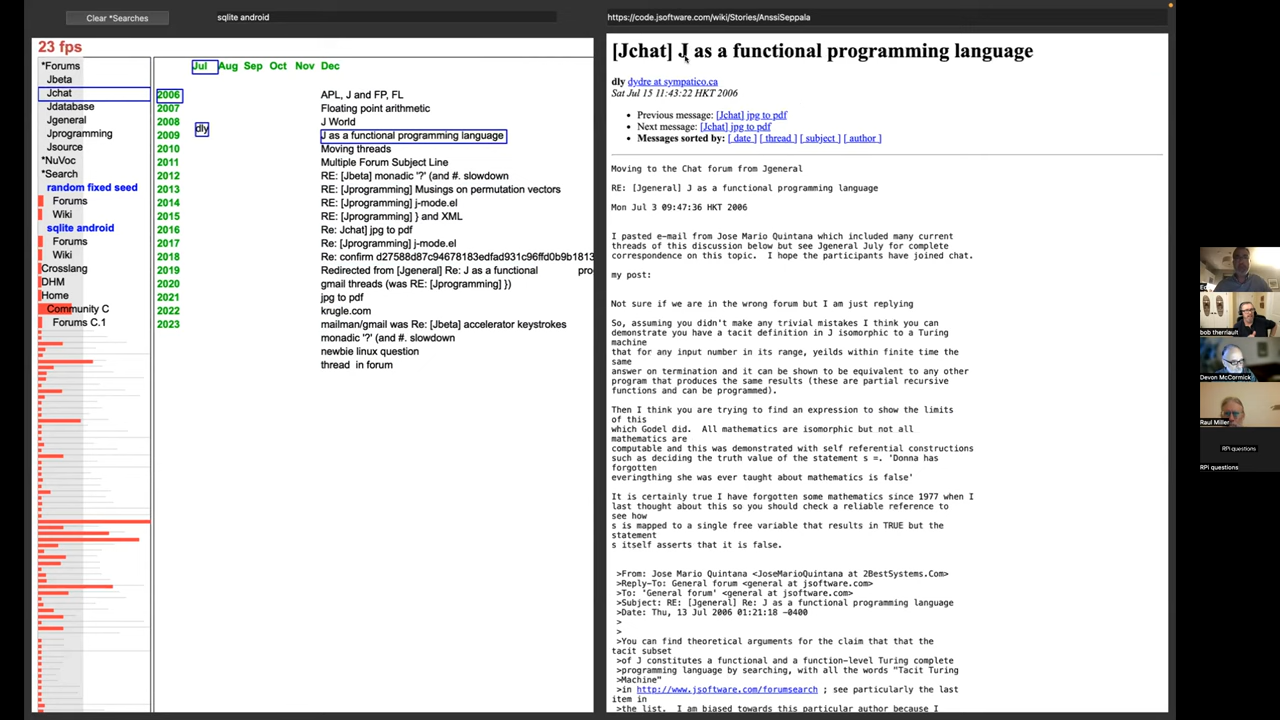 Clear *Searches
sqlite android
https://code.jsoftware.com/wiki/Stories/AnssiSeppala
23 fps
*Forums
Jbeta
Jchat
Jdatabase
Jgeneral
Jprogramming
Jsource
*NuVoc
*Search
random fixed seed
Forums
Wiki
sqlite android
Forums
Wiki
Crosslang
DHM
Home
Community C
Forums C.1
Jul Aug Sep Oct Nov Dec
2006
2007
2008
2009
2010
2011
2012
2013
2014
2015
2016
2017
2018
2019
2020
2021
2022
2023
dly
APL, J and FP, FL
Floating point arithmetic
J World
J as a functional programming language
Moving threads
Multiple Forum Subject Line
RE: [Jbeta] monadic '?' (and #. slowdown
RE: [Jprogramming] Musings on permutation vectors
RE: [Jprogramming] j-mode.el
RE: [Jprogramming] } and XML
Re: Jchat] jpg to pdf
Re: [Jprogramming] j-mode.el
Re: confirm d27588d87c94678183edfad931c96ffd0b9b1813
Redirected from [Jgeneral] Re: J as a functional pro
gmail threads (was RE: [Jprogramming] })
jpg to pdf
krugle.com
mailman/gmail was Re: [Jbeta] accelerator keystrokes
monadic '?' (and #. slowdown
newbie linux question
thread in forum
[Jchat] J as a functional programming language
dly dydre at sympatico.ca
Sat Jul 15 11:43:22 HKT 2006
Previous message: [Jchat] jpg to pdf
Next message: [Jchat] jpg to pdf
Messages sorted by: [ date ] [ thread ] [ subject ] [ author ]
Moving to the Chat forum from Jgeneral
RE: [Jgeneral] J as a functional programming language
Mon Jul 3 09:47:36 HKT 2006
I pasted e-mail from Jose Mario Quintana which included many current
threads of this discussion below but see Jgeneral July for complete
correspondence on this topic. I hope the participants have joined chat.
my post:
Not sure if we are in the wrong forum but I am just replying
So, assuming you didn't make any trivial mistakes I think you can
demonstrate you have a tacit definition in J isomorphic to a Turing
machine
that for any input number in its range, yeilds within finite time the
same
answer on termination and it can be shown to be equivalent to any other
program that produces the same results (these are partial recursive
functions and can be programmed).
Then I think you are trying to find an expression to show the limits
of this
which Godel did. All mathematics are isomorphic but not all
mathematics are
computable and this was demonstrated with self referential constructions
such as deciding the truth value of the statement s =. 'Donna has
forgotten
everingthing she was ever taught about mathematics is false'
It is certainly true I have forgotten some mathematics since 1977 when I
last thought about this so you should check a reliable reference to
see how
s is mapped to a single free variable that results in TRUE but the
statement
s itself asserts that it is false.
>From: Jose Mario Quintana <JoseMarioQuintana at 2BestSystems.Com>
>Reply-To: General forum <general at jsoftware.com>
>To: 'General forum' <general at jsoftware.com>
>Subject: RE: [Jgeneral] Re: J as a functional programming language
>Date: Thu, 13 Jul 2006 01:21:18 -0400
>
>
>You can find theoretical arguments for the claim that that the
tacit subset
>of J constitutes a functional and a function-level Turing complete
>programming language by searching, with all the words "Tacit Turing
>Machine"
>in http://www.jsoftware.com/forumsearch ; see particularly the last
item in
>the list. I am biased towards this particular author because I
bob therriault
Devon McCormick
Raul Miller
RPi questions
RPi questions